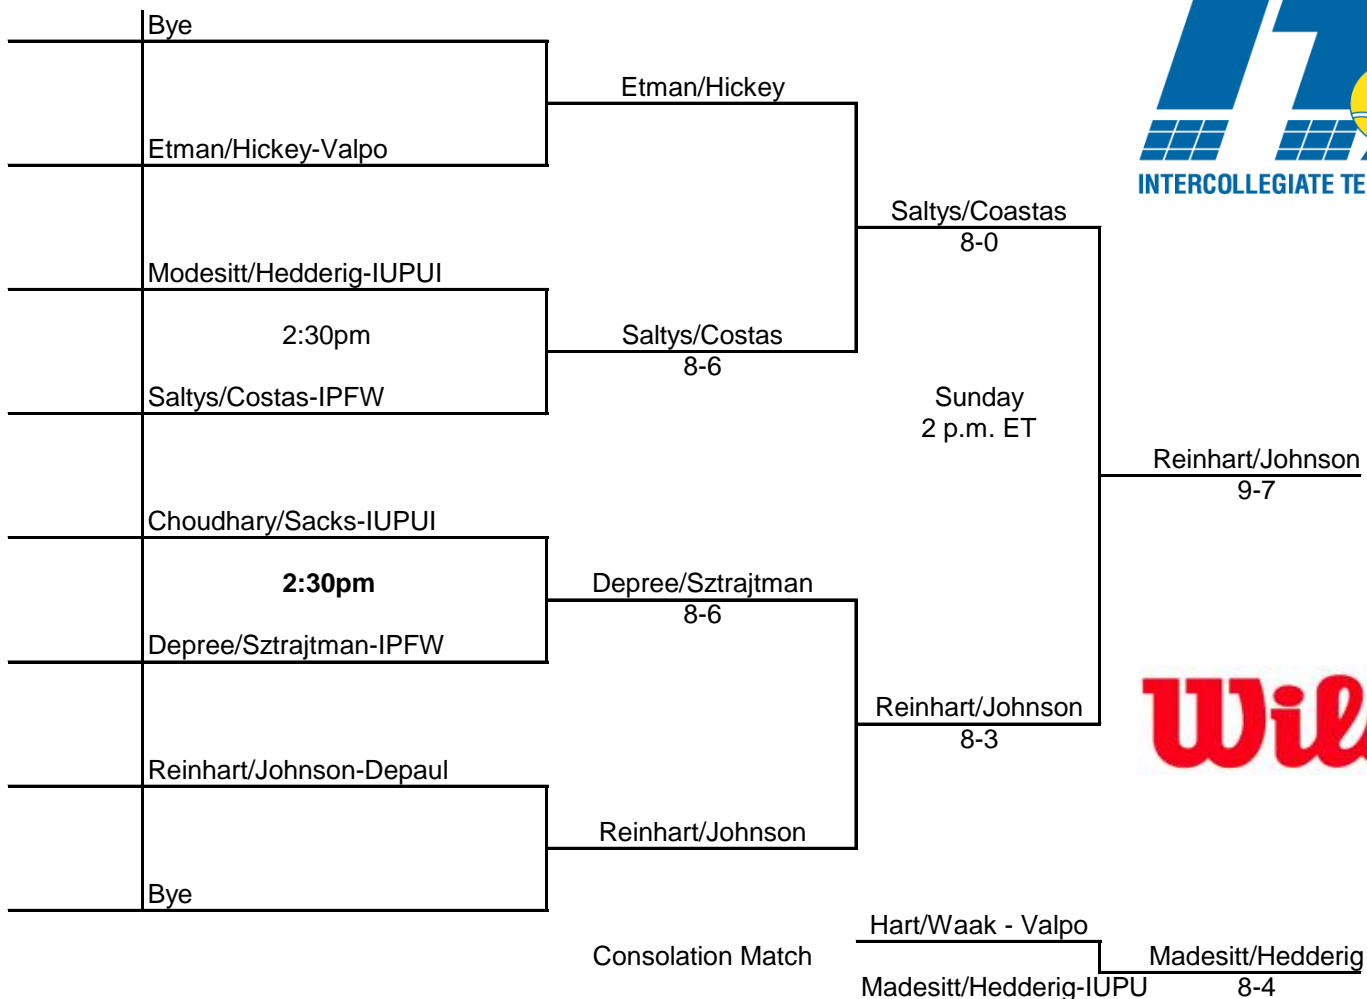 Bye
Etman/Hickey
Etman/Hickey-Valpo
INTERCOLLEGIATE TE
Saltys/Coastas
8-0
Modesitt/Hedderig-IUPUI
2:30pm
Saltys/Costas
8-6
Saltys/Costas-IPFW
Sunday
2 p.m. ET
Reinhart/Johnson
9-7
Choudhary/Sacks-IUPUI
2:30pm
Depree/Sztrajtman
8-6
Depree/Sztrajtman-IPFW
Reinhart/Johnson
8-3
Wil
Reinhart/Johnson-Depaul
Reinhart/Johnson
Bye
Hart/Waak - Valpo
Consolation Match
Madesitt/Hedderig
8-4
Madesitt/Hedderig-IUPU